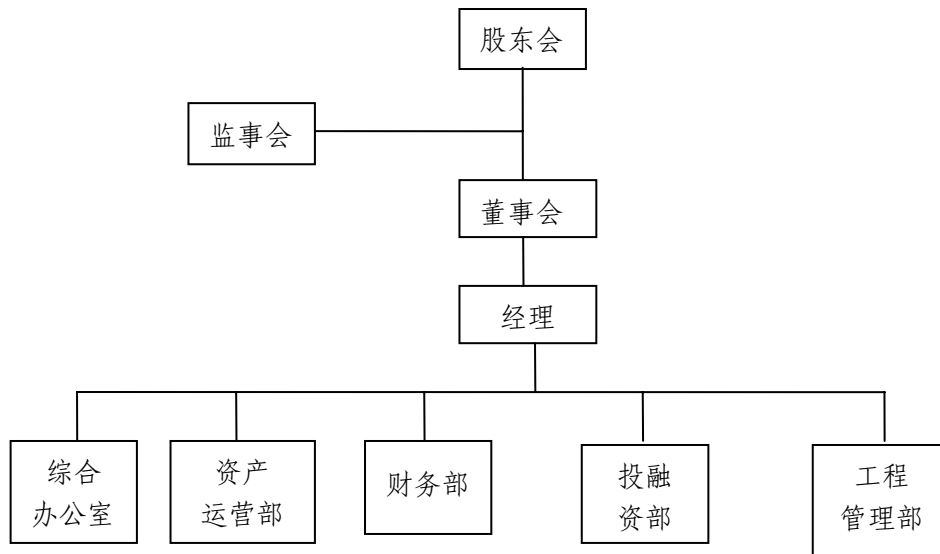 股东会
监事会
董事会
经理
综合
办公室
资产
运营部
财务部
投融
资部
工程
管理部